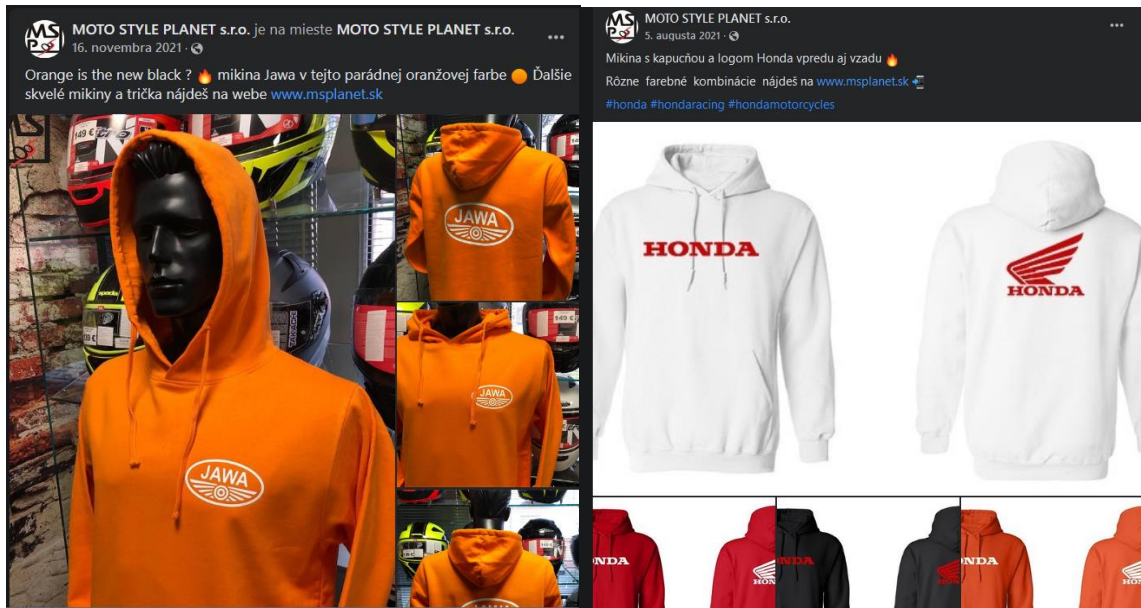 MOTO STYLE PLANET s.r.o. je na mieste MOTO STYLE PLANET s.r.o.
16. novembra 2021
Orange is the new black ? 🔥 mikina Jawa v tejto parádnej oranžovej farbe 🟠 Ďalšie
skvelé mikiny a trička nájdeš na webe www.msplanet.sk
149 €
JAWA
JAWA
149 €
JAWA
JAWA
MOTO STYLE PLANET s.r.o.
5. augusta 2021
Mikina s kapucňou a logom Honda vpredu aj vzadu 🔥
Rôzne farebné kombinácie nájdeš na www.msplanet.sk 📲
#honda #hondaracing #hondamotorcycles
HONDA
HONDA